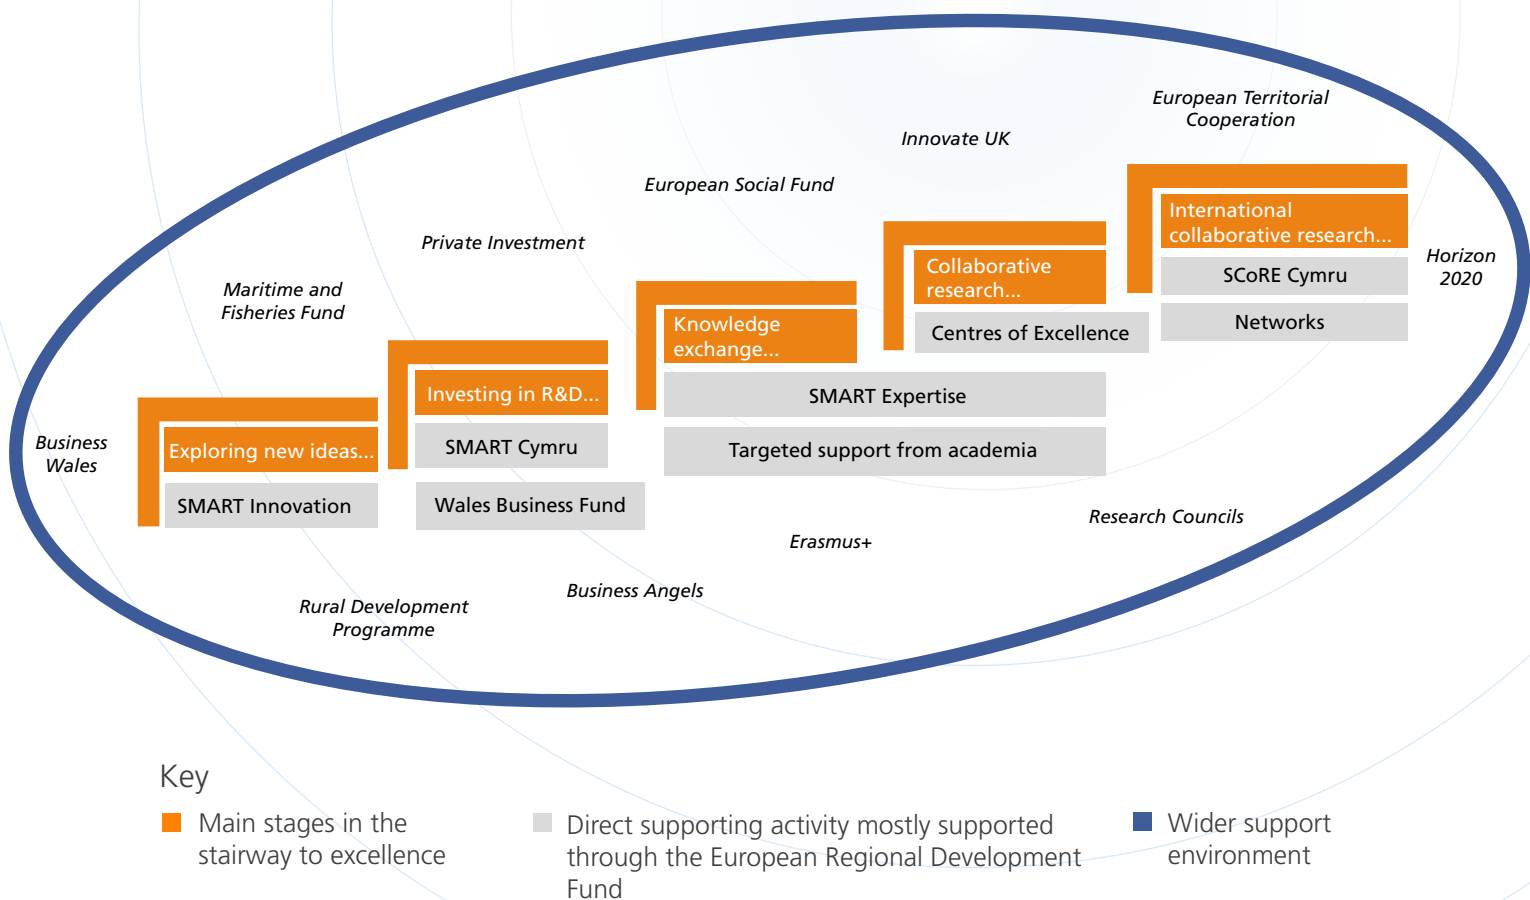 European Territorial
Cooperation
Innovate UK
European Social Fund
Private Investment
Maritime and
Fisheries Fund
Business
Wales
Horizon
2020
Exploring new ideas...
SMART Innovation
Investing in R&D...
SMART Cymru
Wales Business Fund
Knowledge
exchange...
SMART Expertise
Targeted support from academia
Collaborative
research...
Centres of Excellence
International
collaborative research...
SCoRE Cymru
Networks
Research Councils
Erasmus+
Business Angels
Rural Development
Programme
Key
Main stages in the
stairway to excellence
Direct supporting activity mostly supported
through the European Regional Development
Fund
Wider support
environment